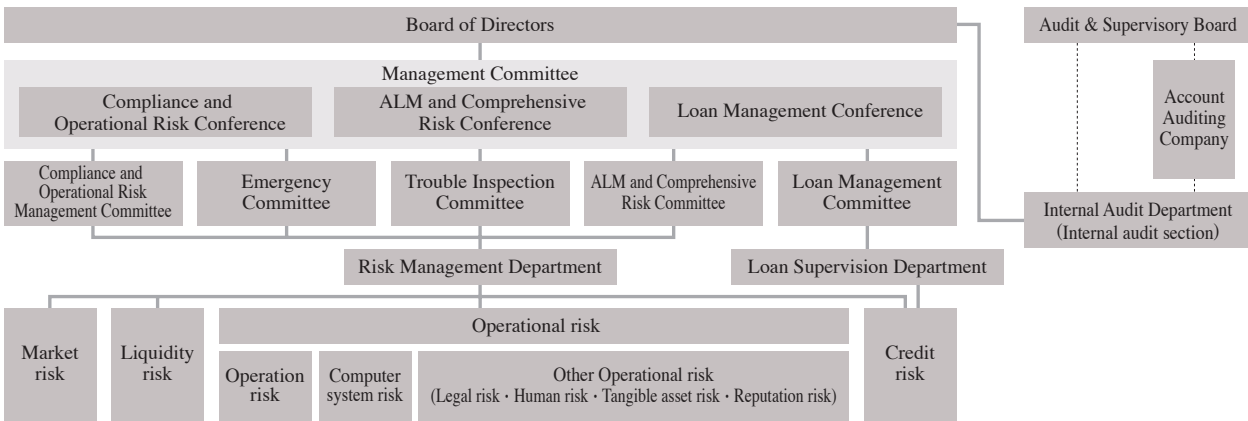 Board of Directors
Audit & Supervisory Board
Management Committee
Compliance and
Operational Risk Conference
ALM and Comprehensive
Risk Conference
Loan Management Conference
Account
Auditing
Company
Compliance and
Operational Risk
Management Committee
Emergency
Committee
Trouble Inspection
Committee
ALM and Comprehensive
Risk Committee
Loan Management
Committee
Internal Audit Department
(Internal audit section)
Risk Management Department
Loan Supervision Department
Market
risk
Liquidity
risk
Operational risk
Operation
risk
Computer
system risk
Other Operational risk
(Legal risk・Human risk・Tangible asset risk・Reputation risk)
Credit
risk